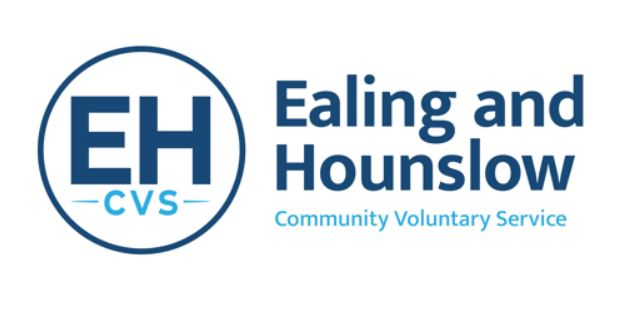 EH
CVS
Ealing and
Hounslow
Community Voluntary Service